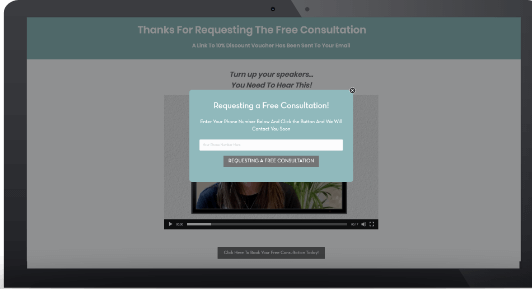 Thanks For Requesting The Free Consultation
A Link To 10% Discount Voucher Has Been Sent To Your Email
Turn up your speakers...
You Need To Hear This!
Requesting a Free Consultation!
Enter Your Phone Number Below And Click the Button And We Will
Contact You Soon
REQUESTING A FREE CONSULTATION
Click Here To Book Your Free Consultation Today!